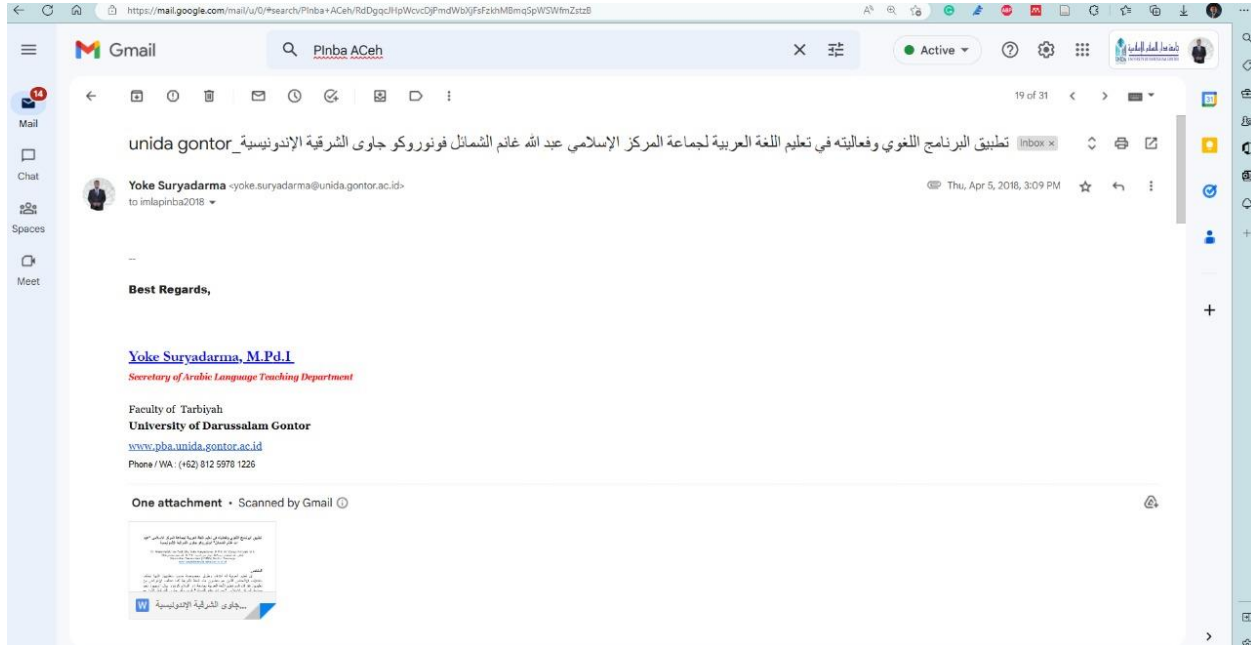 https://mail.google.com/mail/u/0/#search/PInba+ACeh/RdDgqcJHpWcvcDjPmdWbXjFsFzkhMBmqSpWSWfmZstzB
Gmail
PInba ACeh
Active
14
Mail
Chat
Spaces
Meet
19 of 31
31
تطبيق البرنامج اللغوي وفعاليته في تعليم اللغة العربية لجماعة المركز الإسلامي عبد الله غانم الشمائل فونوروكو جاوى الشرقية الإندونيسية_unida gontor
Inbox ×
Yoke Suryadarma <yoke.suryadarma@unida.gontor.ac.id>
Thu, Apr 5, 2018, 3:09 PM
to imlapinba2018
--
Best Regards,
Yoke Suryadarma, M.Pd.I
Secretary of Arabic Language Teaching Department
Faculty of Tarbiyah
University of Darussalam Gontor
www.pba.unida.gontor.ac.id
Phone / WA : (+62) 812 5978 1226
One attachment • Scanned by Gmail
W
جاوى الشرقية الإندونيسية...